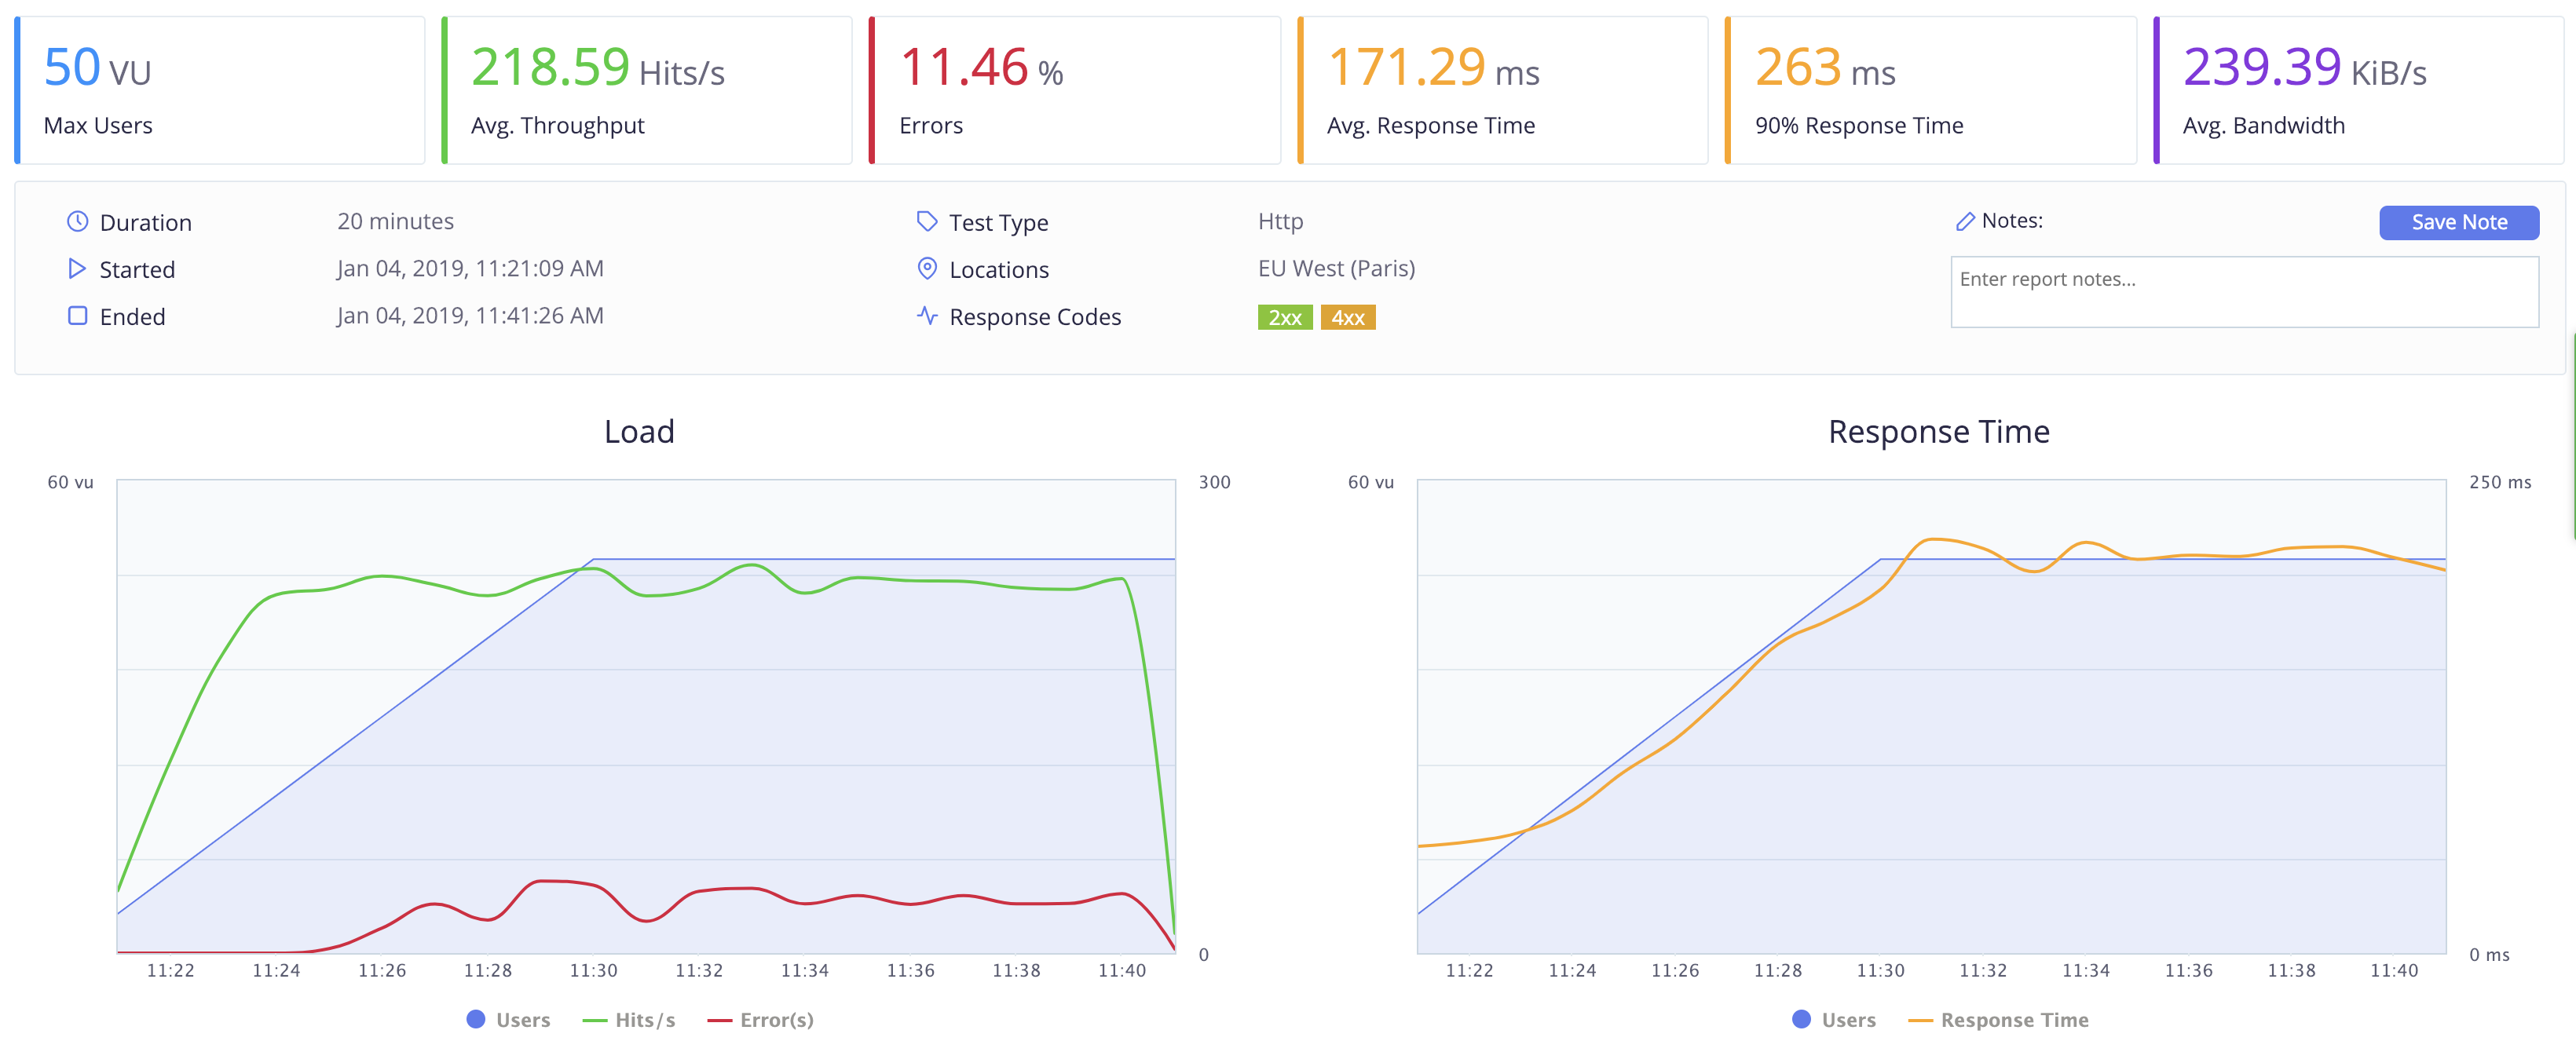 50 VU
Max Users
218.59 Hits/s
Avg. Throughput
11.46 %
Errors
171.29 ms
Avg. Response Time
263 ms
90% Response Time
239.39 KiB/s
Avg. Bandwidth
Duration 20 minutes
Started Jan 04, 2019, 11:21:09 AM
Ended Jan 04, 2019, 11:41:26 AM
Test Type Http
Locations EU West (Paris)
Response Codes 2xx 4xx
Notes: Save Note
Enter report notes...
Load
60 vu 300
0
11:22 11:24 11:26 11:28 11:30 11:32 11:34 11:36 11:38 11:40
Users Hits/s Error(s)
Response Time
60 vu 250 ms
0 ms
11:22 11:24 11:26 11:28 11:30 11:32 11:34 11:36 11:38 11:40
Users Response Time